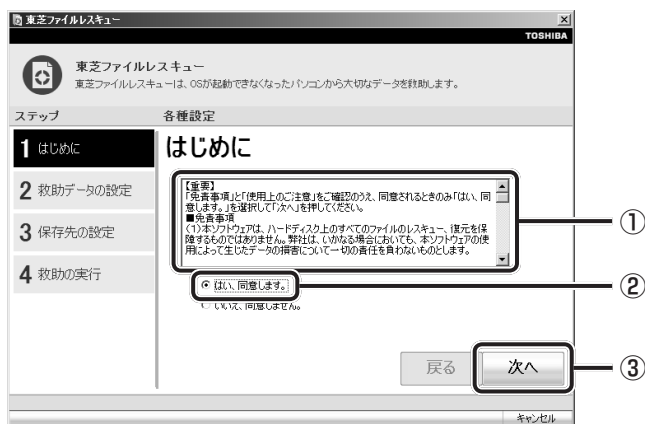 東芝ファイルレスキュー
TOSHIBA
東芝ファイルレスキュー
東芝ファイルレスキューは、OSが起動できなくなったパソコンから大切なデータを救助します。
ステップ
各種設定
1 はじめに
2 救助データの設定
3 保存先の設定
4 救助の実行
はじめに
【重要】
「免責事項」と「使用上のご注意」をご確認のうえ、同意されるときのみ「はい、同
意します。」を選択して「次へ」を押してください。
■免責事項
(1)本ソフトウェアは、ハードディスク上のすべてのファイルのレスキュー、復元を保
障するものではありません。弊社は、いかなる場合においても、本ソフトウェアの使
用によって生じたデータの損害について一切の責任を負わないものとします。
①
はい、同意します。
②
いいえ、同意しません。
戻る
次へ
③
キャンセル